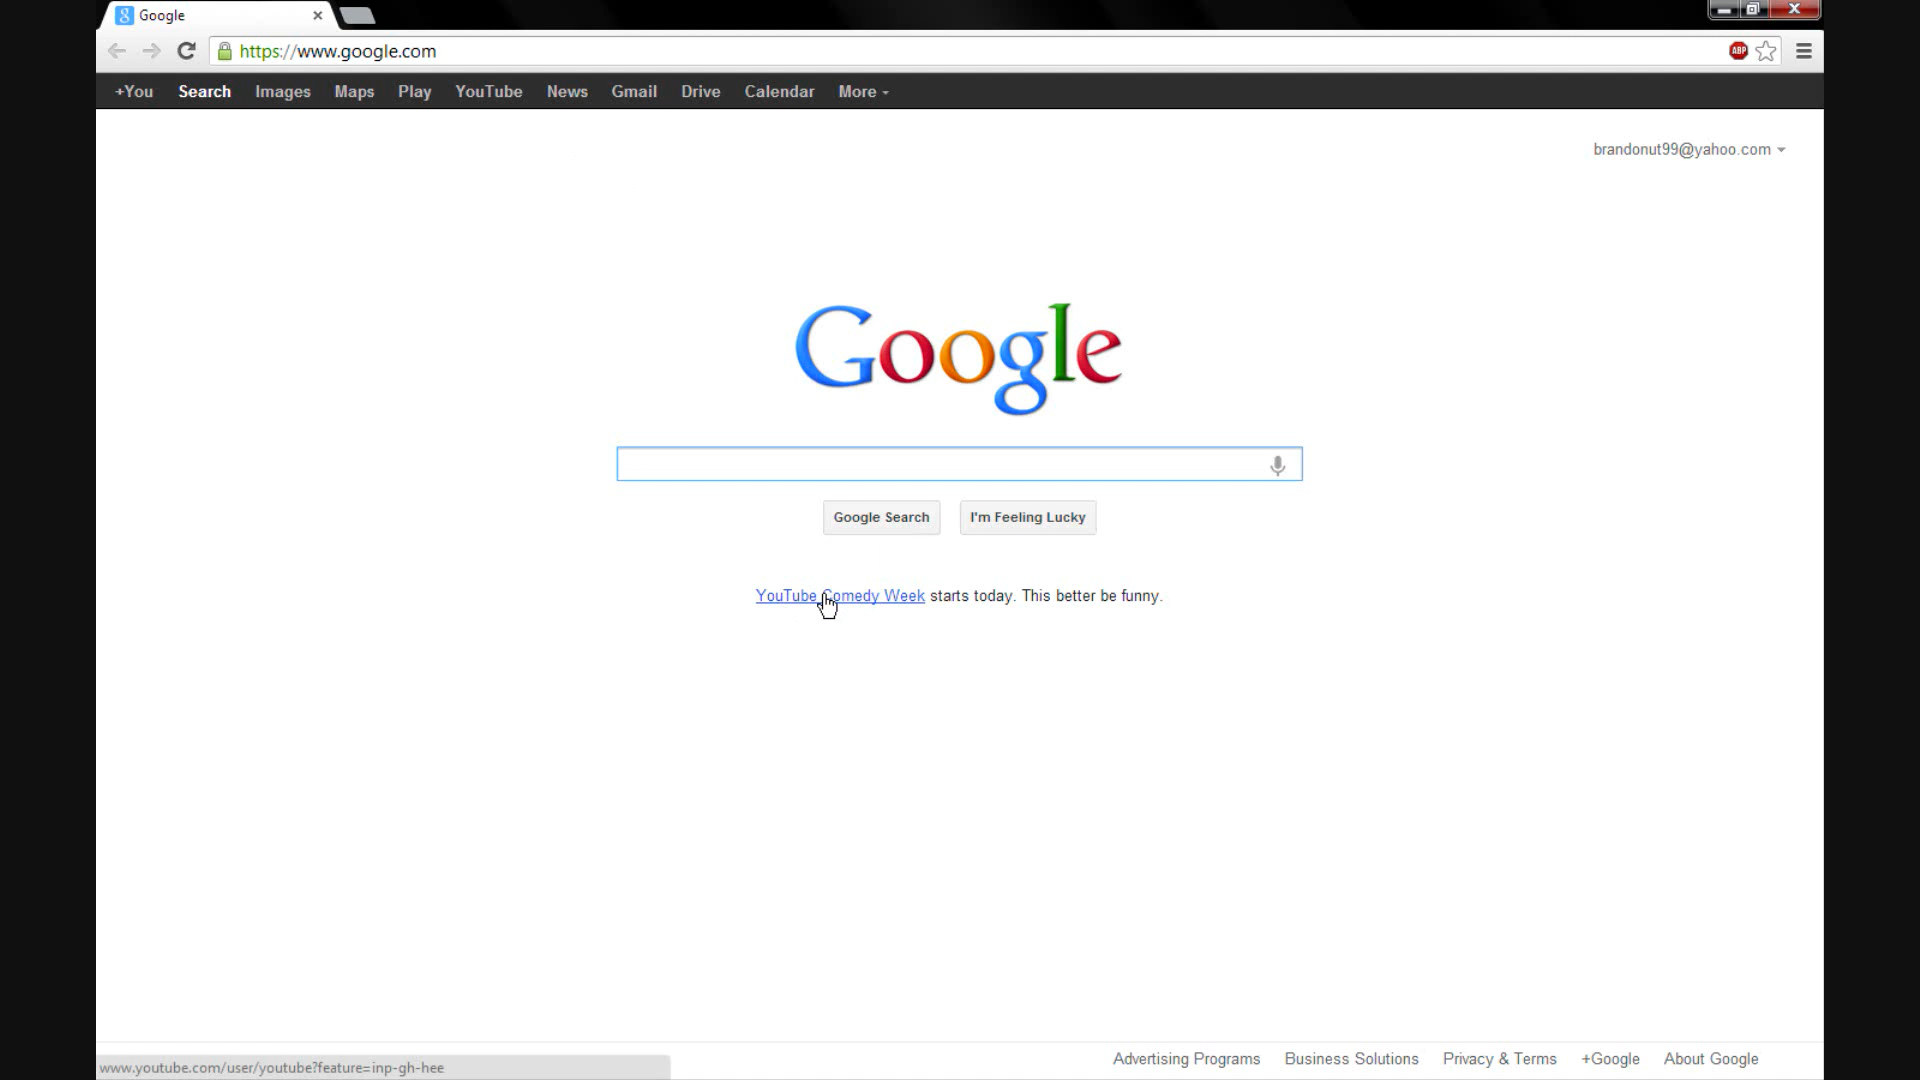 Google
https://www.google.com
ABP
+You Search Images Maps Play YouTube News Gmail Drive Calendar More
brandonut99@yahoo.com
Google
Google Search I'm Feeling Lucky
YouTube Comedy Week starts today. This better be funny.
www.youtube.com/user/youtube?feature=inp-gh-hee
Advertising Programs Business Solutions Privacy & Terms +Google About Google